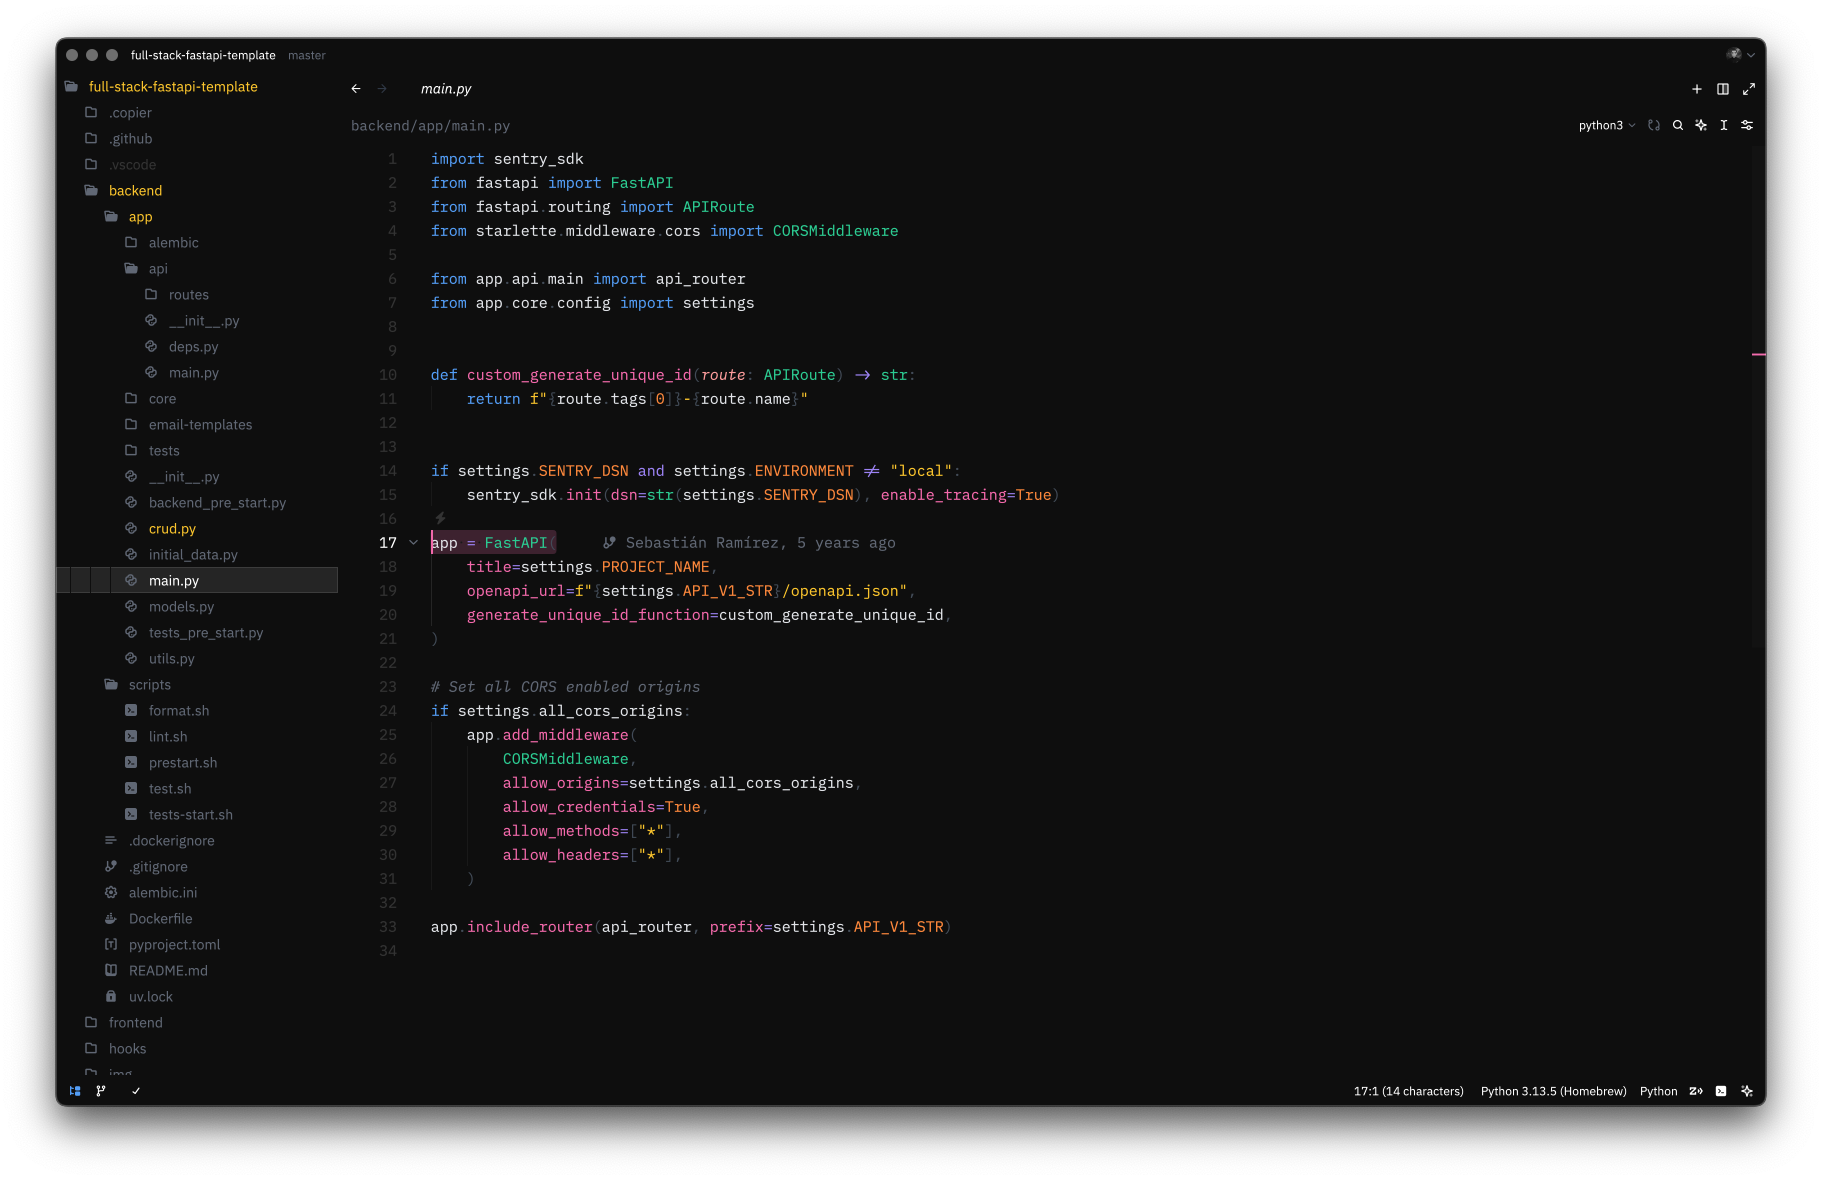 full-stack-fastapi-template master
full-stack-fastapi-template
.copier
.github
.vscode
backend
app
alembic
api
routes
__init__.py
deps.py
main.py
core
email-templates
tests
__init__.py
backend_pre_start.py
crud.py
initial_data.py
main.py
models.py
tests_pre_start.py
utils.py
scripts
format.sh
lint.sh
prestart.sh
test.sh
tests-start.sh
.dockerignore
.gitignore
alembic.ini
Dockerfile
pyproject.toml
README.md
uv.lock
frontend
hooks
img
main.py
backend/app/main.py
python3
1 import sentry_sdk
2 from fastapi import FastAPI
3 from fastapi.routing import APIRoute
4 from starlette.middleware.cors import CORSMiddleware
5
6 from app.api.main import api_router
7 from app.core.config import settings
8
9
10 def custom_generate_unique_id(route: APIRoute) -> str:
11     return f"{route.tags[0]}-{route.name}"
12
13
14 if settings.SENTRY_DSN and settings.ENVIRONMENT != "local":
15     sentry_sdk.init(dsn=str(settings.SENTRY_DSN), enable_tracing=True)
16
17 app = FastAPI( Sebastián Ramírez, 5 years ago
18     title=settings.PROJECT_NAME,
19     openapi_url=f"{settings.API_V1_STR}/openapi.json",
20     generate_unique_id_function=custom_generate_unique_id,
21 )
22
23 # Set all CORS enabled origins
24 if settings.all_cors_origins:
25     app.add_middleware(
26         CORSMiddleware,
27         allow_origins=settings.all_cors_origins,
28         allow_credentials=True,
29         allow_methods=["*"],
30         allow_headers=["*"],
31     )
32
33 app.include_router(api_router, prefix=settings.API_V1_STR)
34
17:1 (14 characters) Python 3.13.5 (Homebrew) Python